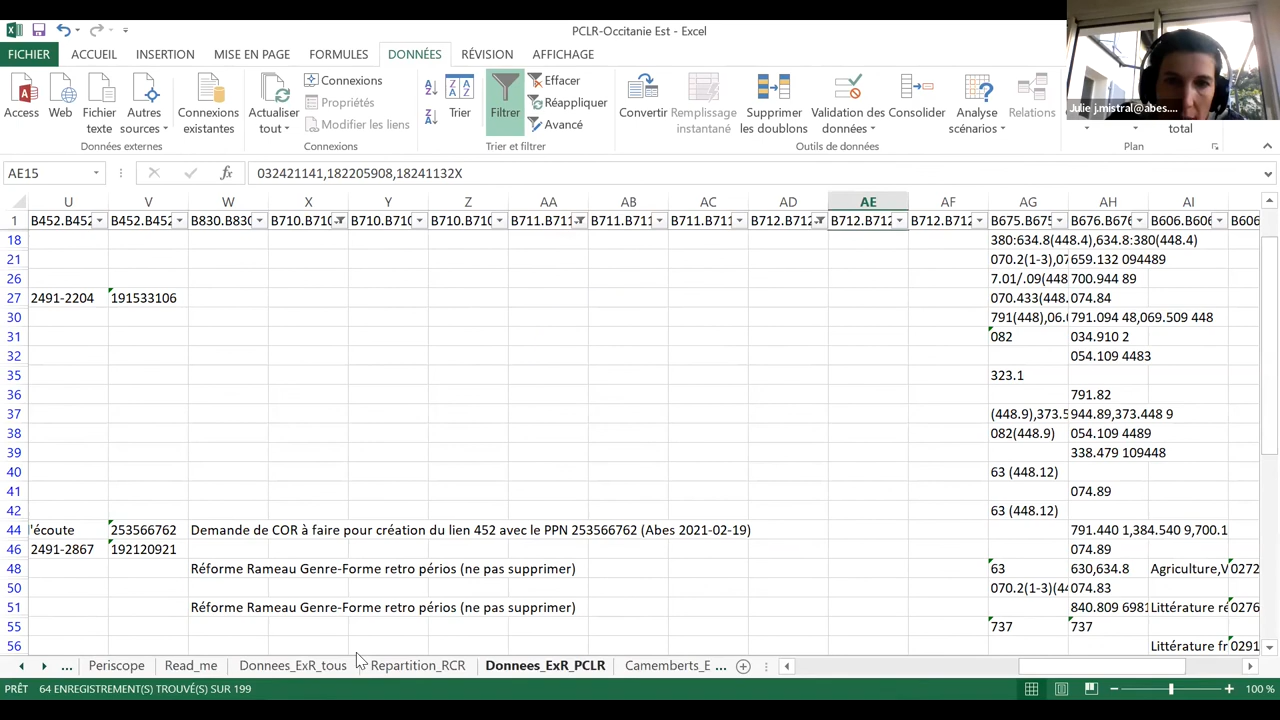 PCLR-Occitanie Est - Excel
FICHIER ACCUEIL INSERTION MISE EN PAGE FORMULES DONNÉES RÉVISION AFFICHAGE
Access Web Fichier texte Autres sources Connexions existantes Actualiser tout Connexions Propriétés Modifier les liens Trier Filtrer Effacer Réappliquer Avancé Convertir Remplissage instantané Supprimer les doublons Validation des données Consolider Analyse scénarios Relations total
Julie j.mistral@abes....
Données externes Connexions Trier et filtrer Outils de données Plan
AE15 fx 032421141,182205908,18241132X
U V W X Y Z AA AB AC AD AE AF AG AH AI
1 B452.B452 B452.B452 B830.B830 B710.B710 B710.B710 B710.B710 B711.B711 B711.B711 B711.B711 B712.B712 B712.B712 B712.B712 B675.B675 B676.B676 B606.B606 B606
18 380:634.8(448.4),634.8:380(448.4)
21 070.2(1-3),07 659.132 094489
26 7.01/.09(448 700.944 89
27 2491-2204 191533106 070.433(448. 074.84
30 791(448),06.0 791.094 48,069.509 448
31 082 034.910 2
32 054.109 4483
35 323.1
36 791.82
37 (448.9),373.5 944.89,373.448 9
38 082(448.9) 054.109 4489
39 338.479 109448
40 63 (448.12)
41 074.89
42 63 (448.12)
44 l'écoute 253566762 Demande de COR à faire pour création du lien 452 avec le PPN 253566762 (Abes 2021-02-19) 791.440 1,384.540 9,700.1
46 2491-2867 192120921 074.89
48 Réforme Rameau Genre-Forme retro périos (ne pas supprimer) 63 630,634.8 Agriculture,V 0272
50 070.2(1-3)(44 074.83
51 Réforme Rameau Genre-Forme retro périos (ne pas supprimer) 840.809 6981 Littérature ré 0276
55 737 737
56 Littérature fr 0291
... Periscope Read_me Donnees_ExR_tous Repartition_RCR Donnees_ExR_PCLR Camemberts_E ...
PRÊT 64 ENREGISTREMENT(S) TROUVÉ(S) SUR 199 100 %